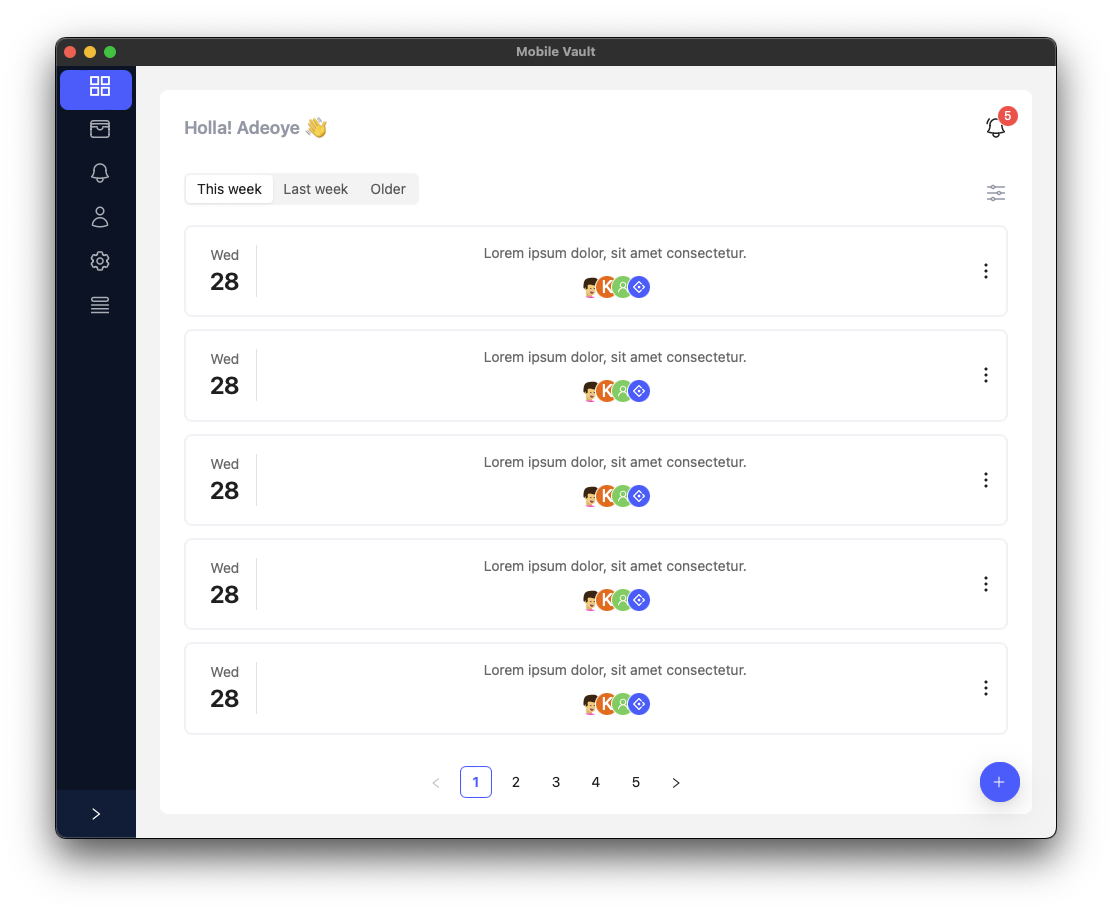 Mobile Vault
Holla! Adeoye 👋
5
This week Last week Older
Wed
28
Lorem ipsum dolor, sit amet consectetur.
K
Wed
28
Lorem ipsum dolor, sit amet consectetur.
K
Wed
28
Lorem ipsum dolor, sit amet consectetur.
K
Wed
28
Lorem ipsum dolor, sit amet consectetur.
K
Wed
28
Lorem ipsum dolor, sit amet consectetur.
K
< 1 2 3 4 5 >